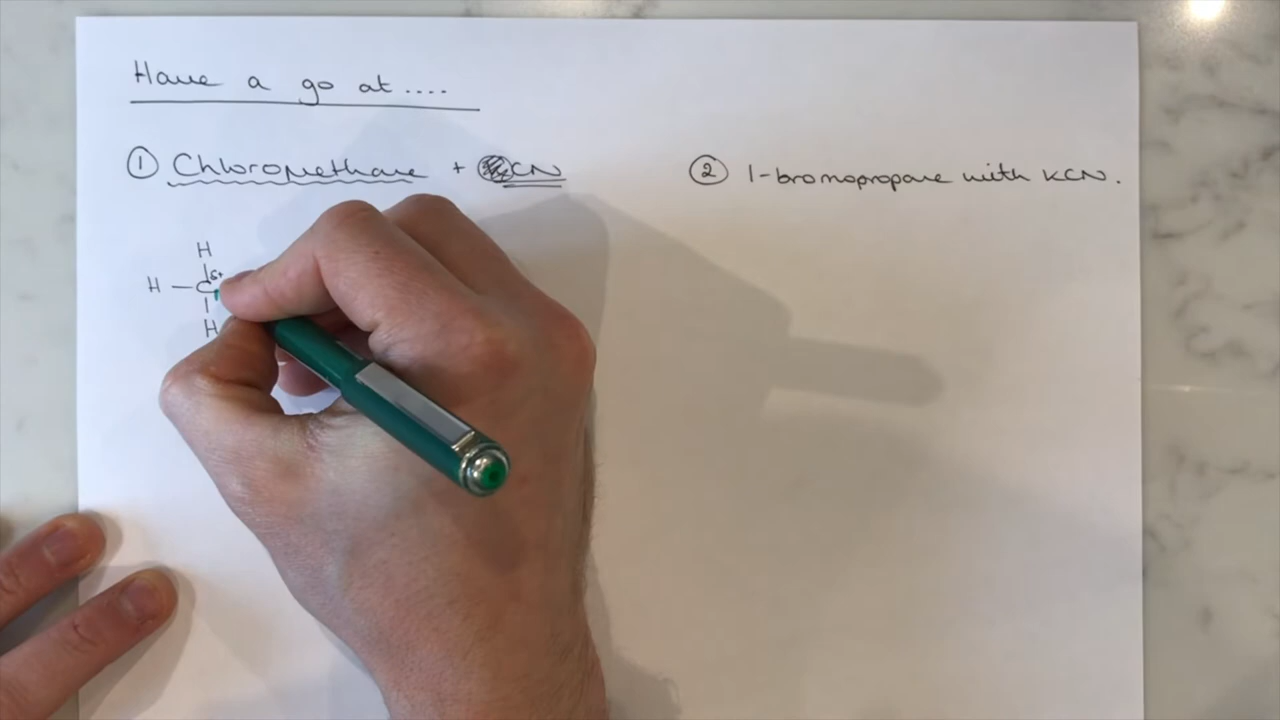 Have a go at ....
① Chloromethane + CN
② 1-bromopropane with KCN.
H
H — C δ+
H